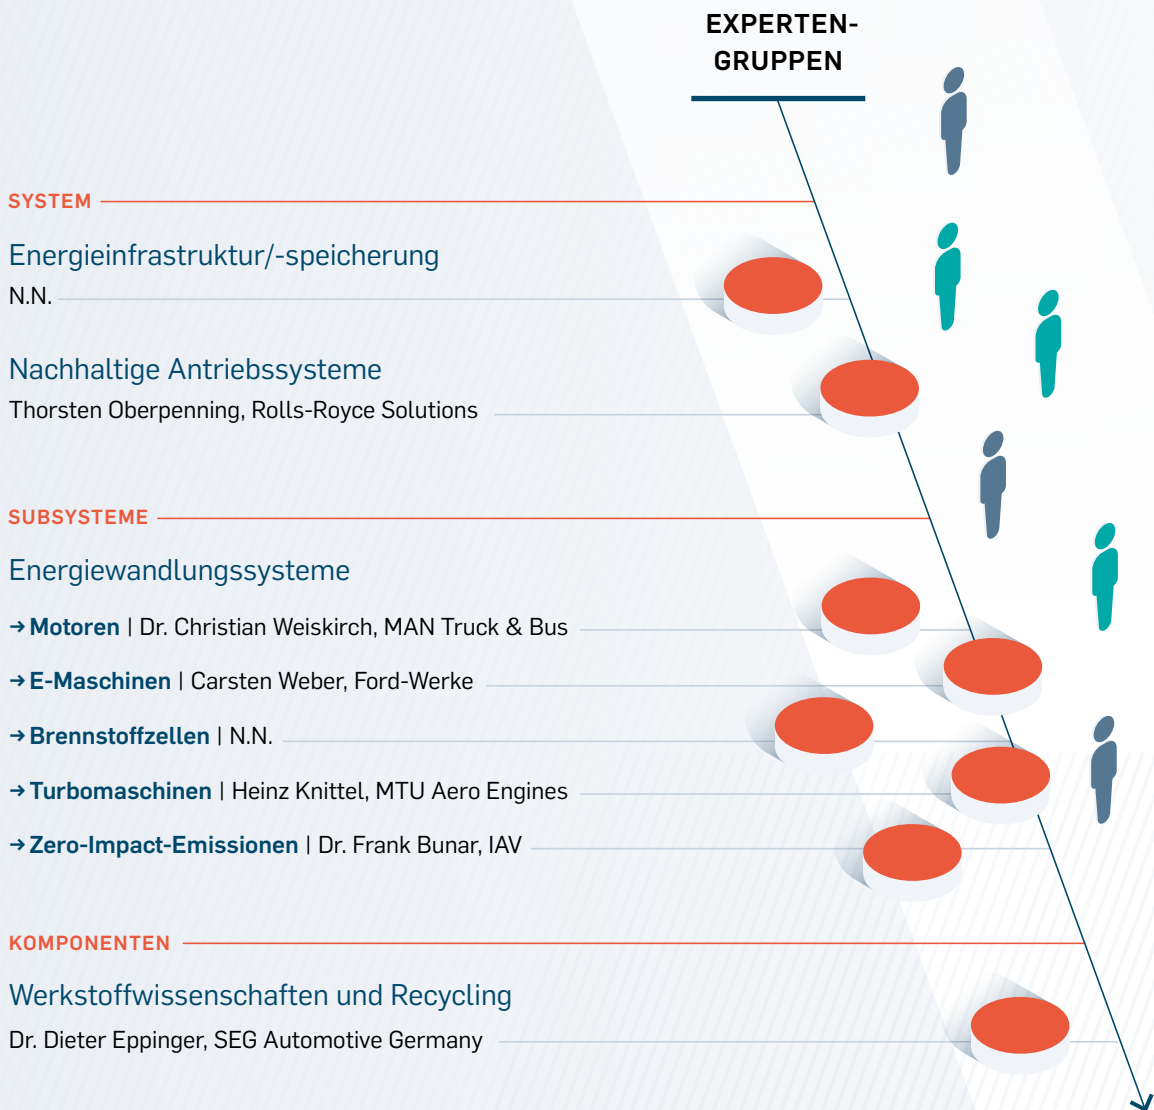 EXPERTEN-
GRUPPEN
SYSTEM
Energieinfrastruktur/-speicherung
N.N.
Nachhaltige Antriebssysteme
Thorsten Oberpenning, Rolls-Royce Solutions
SUBSYSTEME
Energiewandlungssysteme
→ Motoren | Dr. Christian Weiskirch, MAN Truck & Bus
→ E-Maschinen | Carsten Weber, Ford-Werke
→ Brennstoffzellen | N.N.
→ Turbomaschinen | Heinz Knittel, MTU Aero Engines
→ Zero-Impact-Emissionen | Dr. Frank Bunar, IAV
KOMPONENTEN
Werkstoffwissenschaften und Recycling
Dr. Dieter Eppinger, SEG Automotive Germany